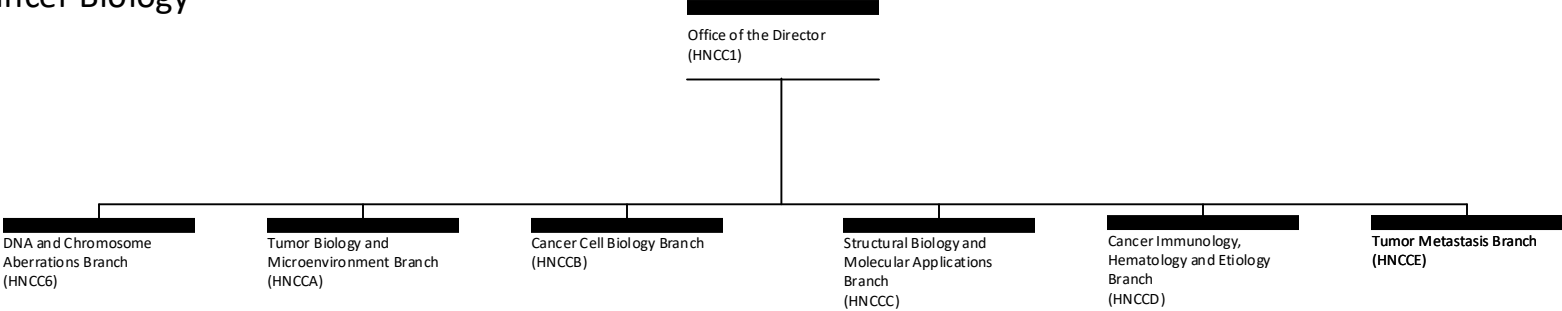 Biology
Office of the Director
(HNCC1)
DNA and Chromosome
Aberrations Branch
(HNCC6)
Tumor Biology and
Microenvironment Branch
(HNCCA)
Cancer Cell Biology Branch
(HNCCB)
Structural Biology and
Molecular Applications
Branch
(HNCCC)
Cancer Immunology,
Hematology and Etiology
Branch
(HNCCD)
Tumor Metastasis Branch
(HNCCE)